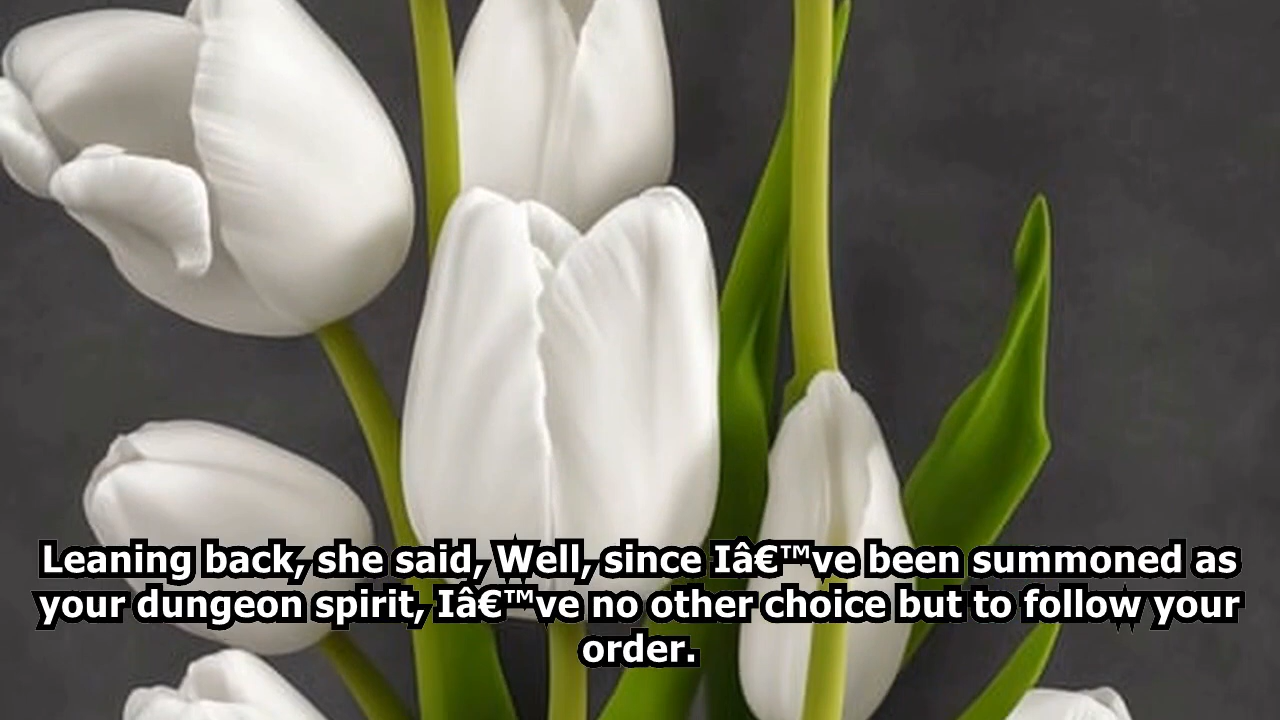 Leaning back, she said, Well, since Iâ€™ve been summoned as
your dungeon spirit, Iâ€™ve no other choice but to follow your
order.